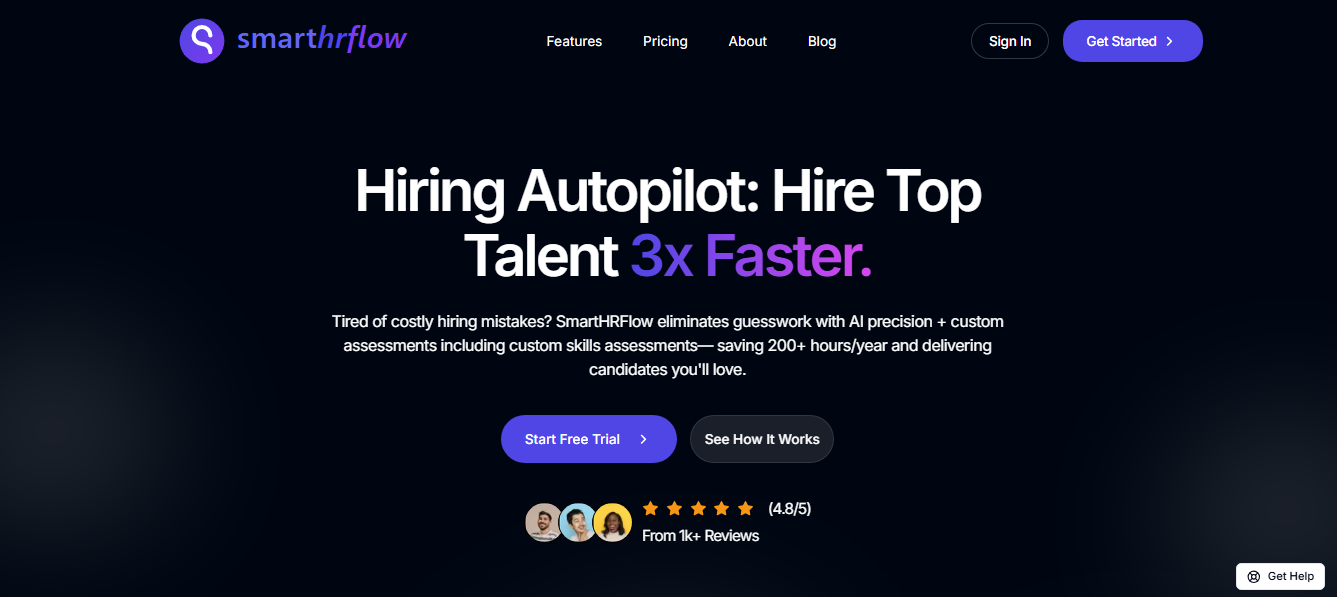 smarthrflow
Features
Pricing
About
Blog
Sign In
Get Started
Hiring Autopilot: Hire Top
Talent 3x Faster.
Tired of costly hiring mistakes? SmartHRFlow eliminates guesswork with AI precision + custom
assessments including custom skills assessments— saving 200+ hours/year and delivering
candidates you'll love.
Start Free Trial
See How It Works
(4.8/5)
From 1k+ Reviews
Get Help